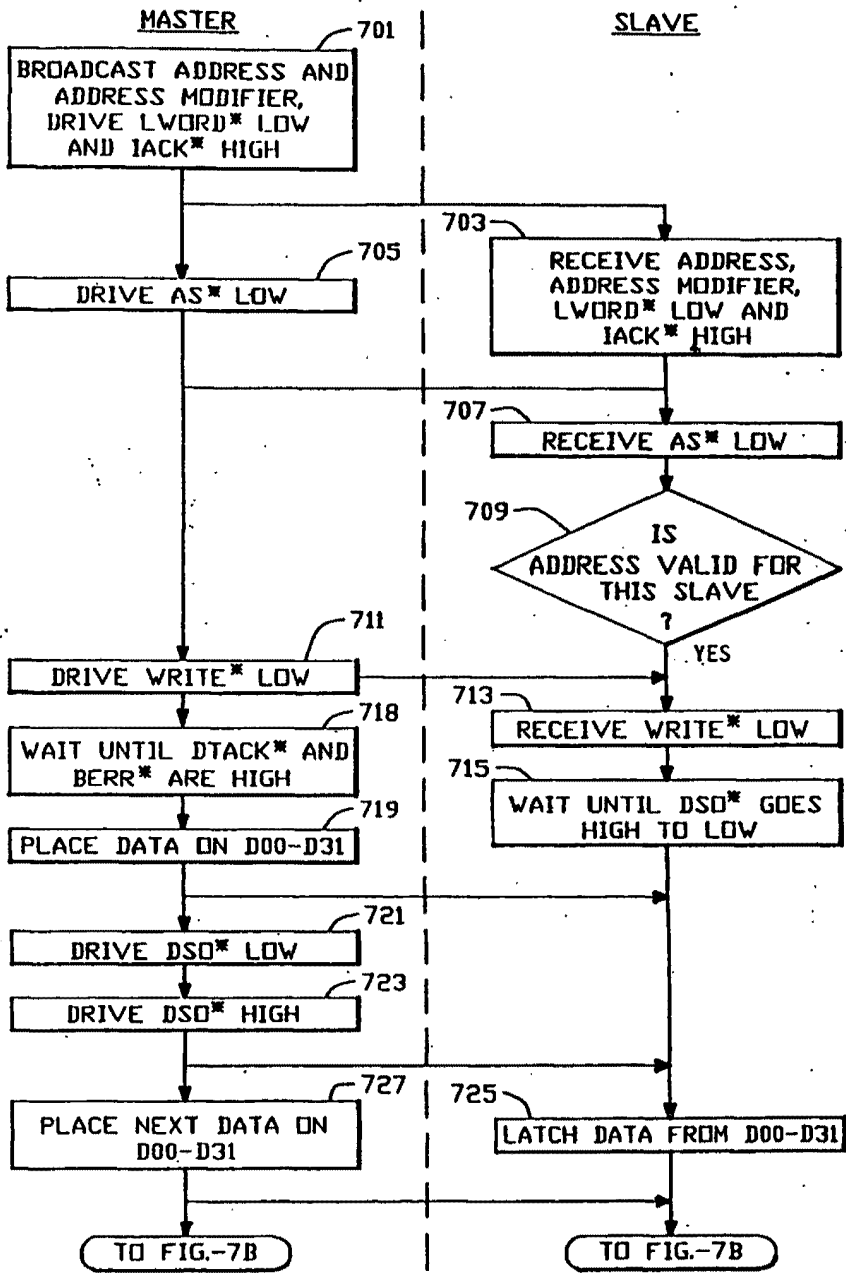 MASTER
SLAVE
701
BROADCAST ADDRESS AND
ADDRESS MODIFIER,
DRIVE LWORD* LOW
AND IACK* HIGH
703
RECEIVE ADDRESS,
ADDRESS MODIFIER,
LWORD* LOW AND
IACK* HIGH
705
DRIVE AS* LOW
707
RECEIVE AS* LOW
709
IS
ADDRESS VALID FOR
THIS SLAVE
?
YES
711
DRIVE WRITE* LOW
713
RECEIVE WRITE* LOW
718
WAIT UNTIL DTACK* AND
BERR* ARE HIGH
715
WAIT UNTIL DSO* GOES
HIGH TO LOW
719
PLACE DATA ON D00-D31
721
DRIVE DSO* LOW
723
DRIVE DSO* HIGH
727
PLACE NEXT DATA ON
D00-D31
725
LATCH DATA FROM D00-D31
TO FIG.-7B
TO FIG.-7B